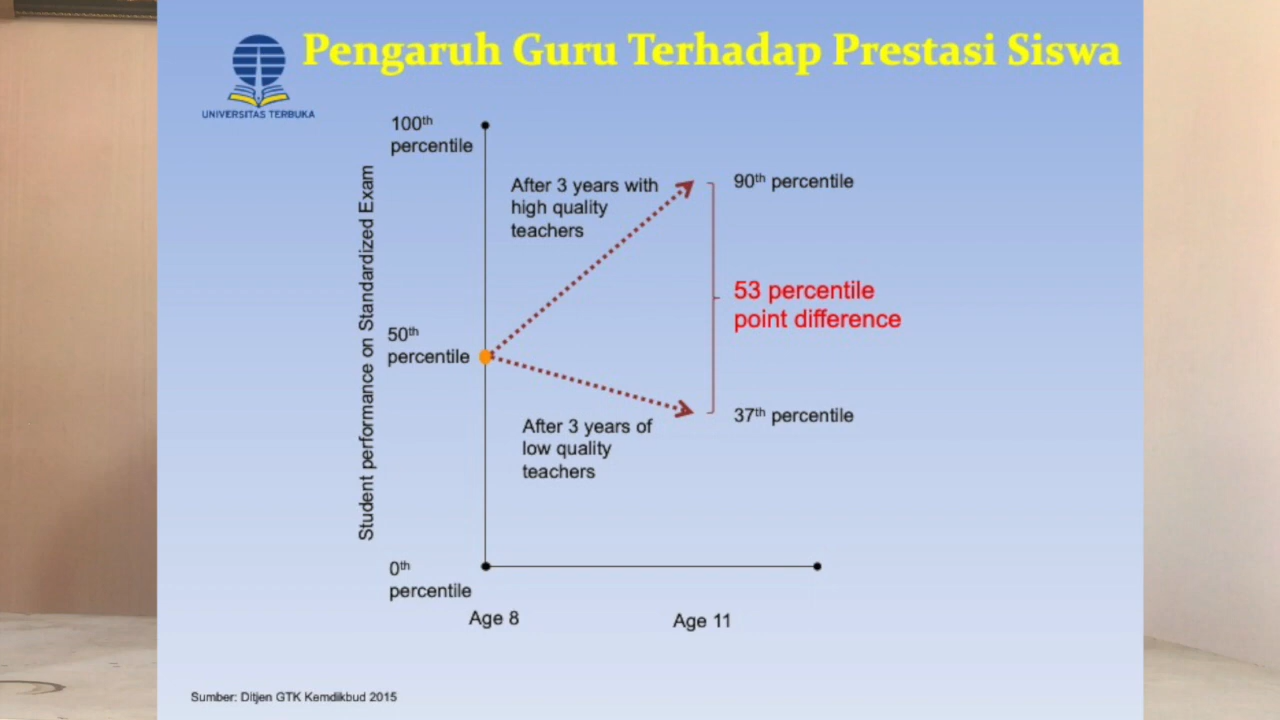 Pengaruh Guru Terhadap Prestasi Siswa
UNIVERSITAS TERBUKA
100th
percentile
After 3 years with
high quality
teachers
90th percentile
Student performance on Standardized Exam
53 percentile
point difference
50th
percentile
37th percentile
After 3 years of
low quality
teachers
0th
percentile
Age 8
Age 11
Sumber: Ditjen GTK Kemdikbud 2015